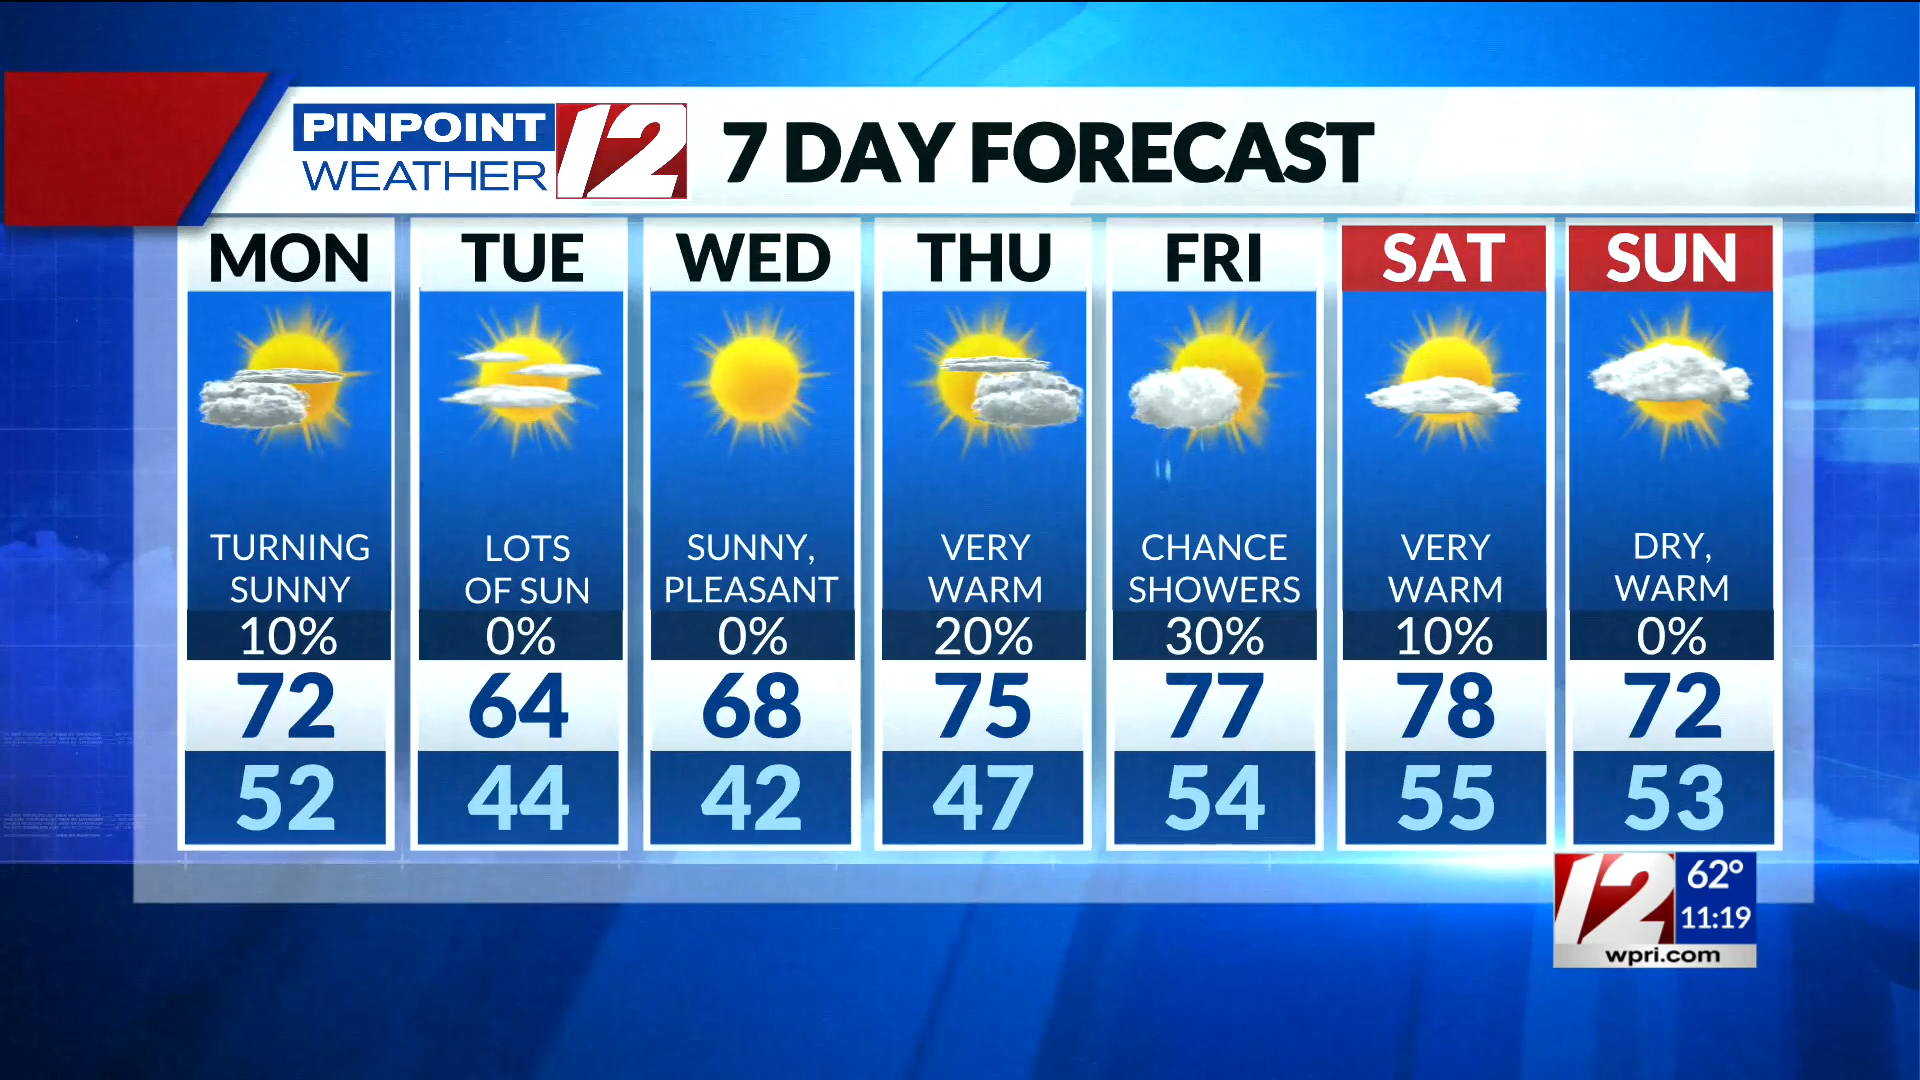 PINPOINT
WEATHER
12
7 DAY FORECAST
MON TUE WED THU FRI SAT SUN
TURNING
SUNNY
10%
72
52
LOTS
OF SUN
0%
64
44
SUNNY,
PLEASANT
0%
68
42
VERY
WARM
20%
75
47
CHANCE
SHOWERS
30%
77
54
VERY
WARM
10%
78
55
DRY,
WARM
0%
72
53
12
62°
11:19
wpri.com